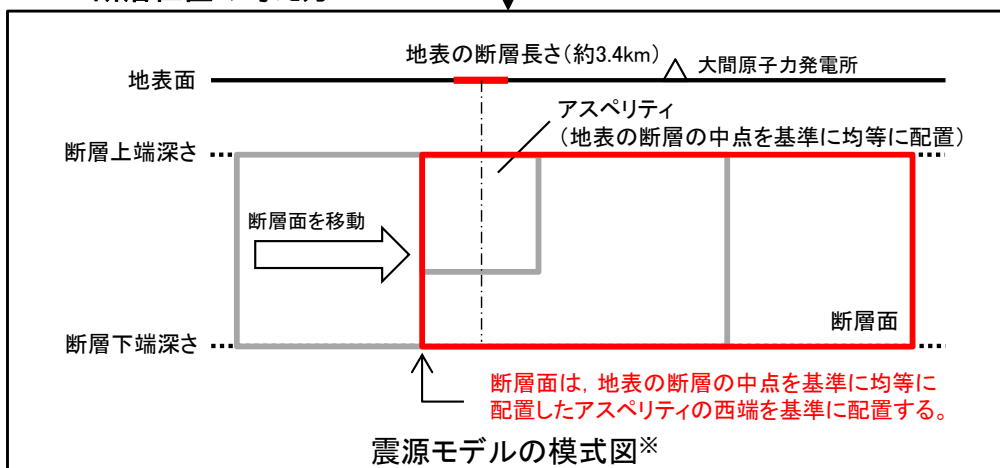 地表の断層長さ(約3.4km)
大間原子力発電所
地表面
アスペリティ
(地表の断層の中点を基準に均等に配置)
断層上端深さ
断層面を移動
断層面
断層下端深さ
断層面は，地表の断層の中点を基準に均等に
配置したアスペリティの西端を基準に配置する。
震源モデルの模式図※